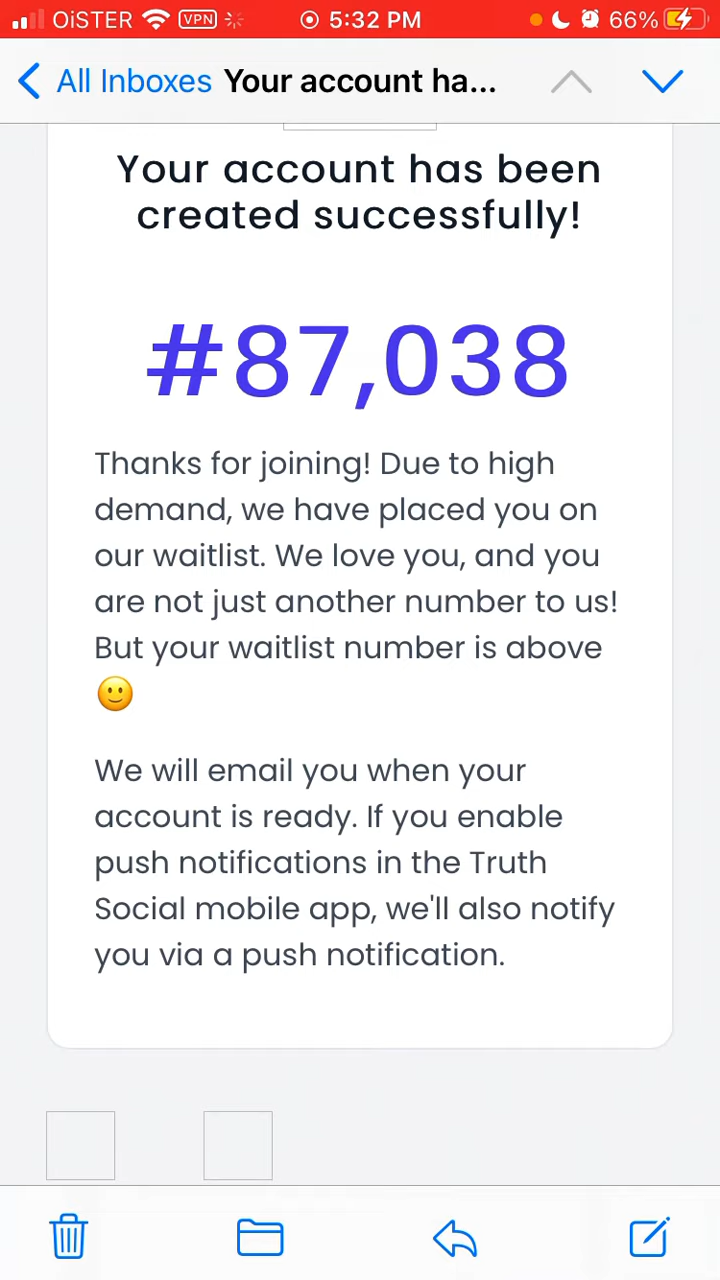 OiSTER VPN 5:32 PM 66%
All Inboxes Your account ha...
Your account has been
created successfully!
#87,038
Thanks for joining! Due to high
demand, we have placed you on
our waitlist. We love you, and you
are not just another number to us!
But your waitlist number is above
🙂
We will email you when your
account is ready. If you enable
push notifications in the Truth
Social mobile app, we'll also notify
you via a push notification.